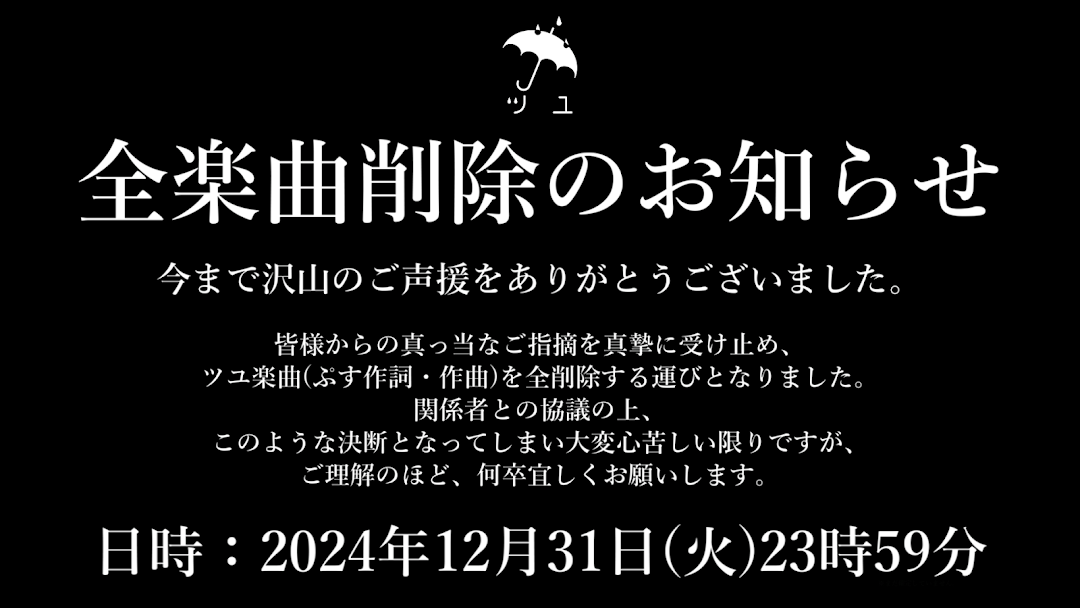 ツユ
全楽曲削除のお知らせ
今まで沢山のご声援をありがとうございました。
皆様からの真っ当なご指摘を真摯に受け止め、
ツユ楽曲(ぷす作詞・作曲)を全削除する運びとなりました。
関係者との協議の上、
このような決断となってしまい大変心苦しい限りですが、
ご理解のほど、何卒宜しくお願いします。
日時：2024年12月31日(火)23時59分